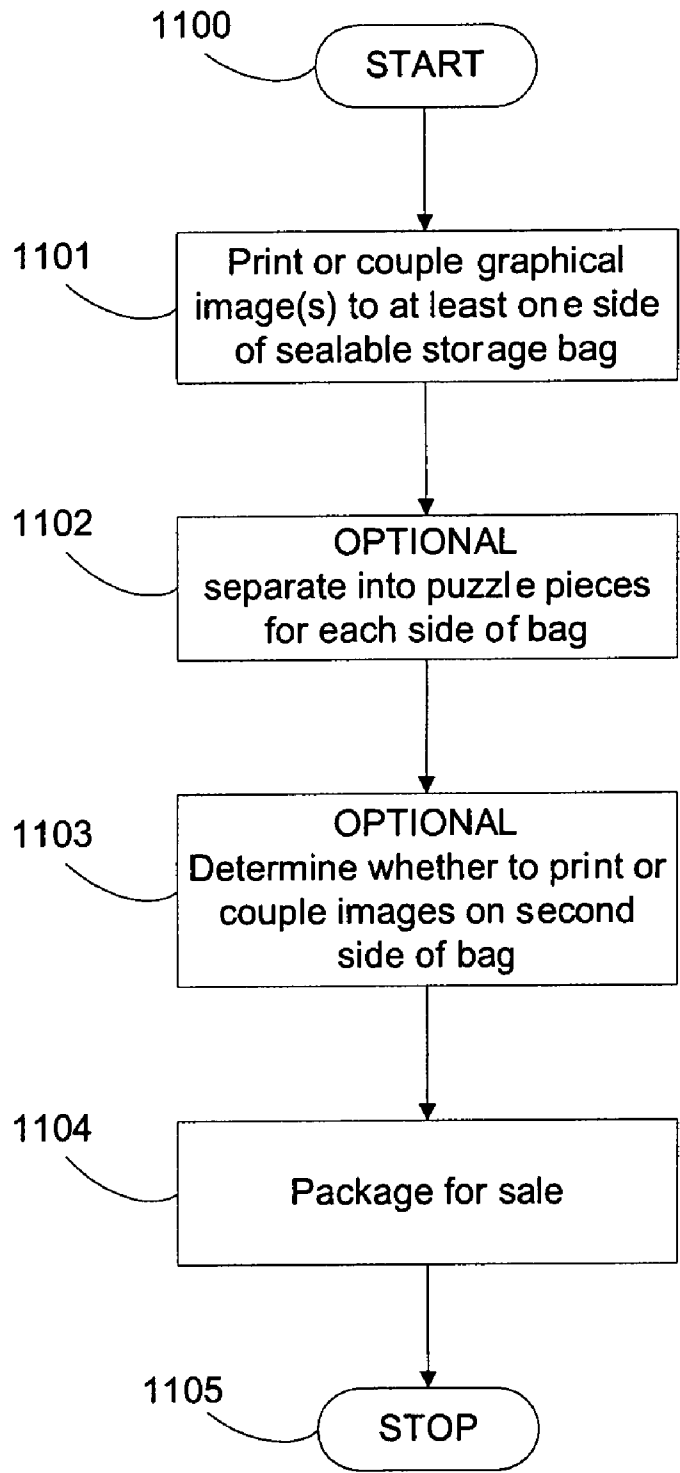 1100
START
1101
Print or couple graphical
image(s) to at least one side
of sealable storage bag
1102
OPTIONAL
separate into puzzle pieces
for each side of bag
1103
OPTIONAL
Determine whether to print or
couple images on second
side of bag
1104
Package for sale
1105
STOP